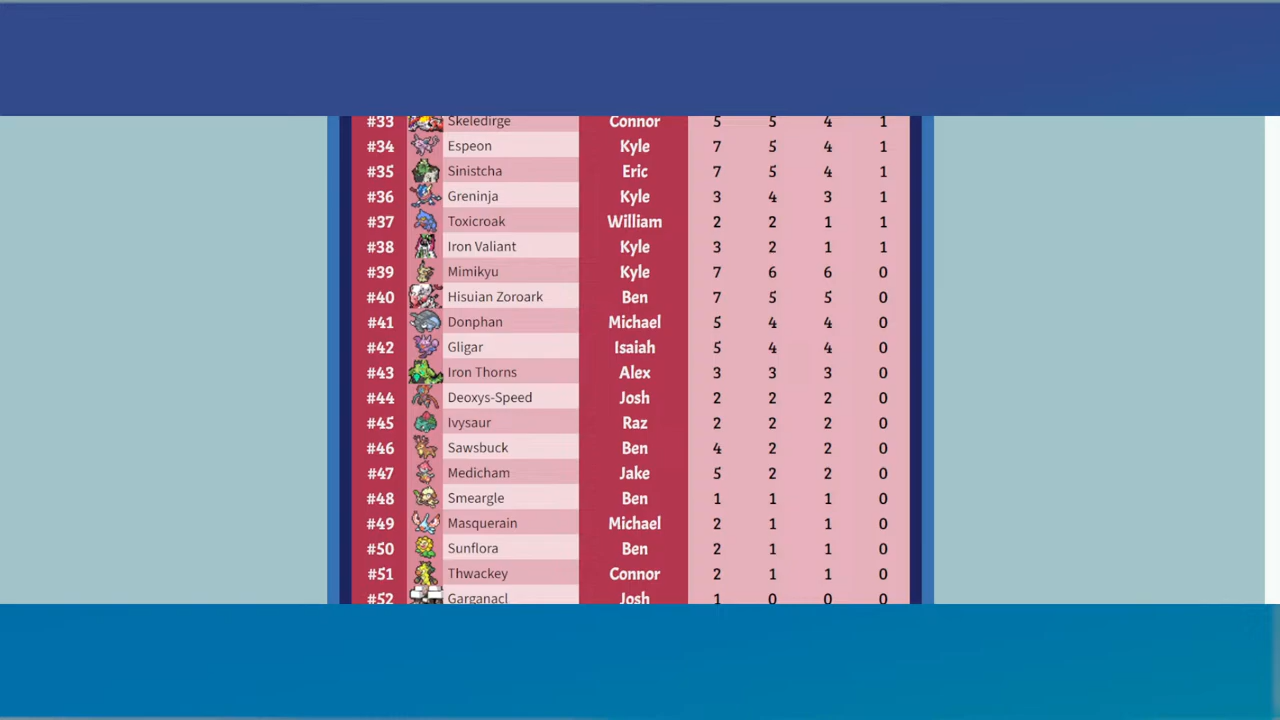 #33 Skeledirge Connor 5 5 4 1
#34 Espeon Kyle 7 5 4 1
#35 Sinistcha Eric 7 5 4 1
#36 Greninja Kyle 3 4 3 1
#37 Toxicroak William 2 2 1 1
#38 Iron Valiant Kyle 3 2 1 1
#39 Mimikyu Kyle 7 6 6 0
#40 Hisuian Zoroark Ben 7 5 5 0
#41 Donphan Michael 5 4 4 0
#42 Gligar Isaiah 5 4 4 0
#43 Iron Thorns Alex 3 3 3 0
#44 Deoxys-Speed Josh 2 2 2 0
#45 Ivysaur Raz 2 2 2 0
#46 Sawsbuck Ben 4 2 2 0
#47 Medicham Jake 5 2 2 0
#48 Smeargle Ben 1 1 1 0
#49 Masquerain Michael 2 1 1 0
#50 Sunflora Ben 2 1 1 0
#51 Thwackey Connor 2 1 1 0
#52 Garganacl Josh 1 0 0 0